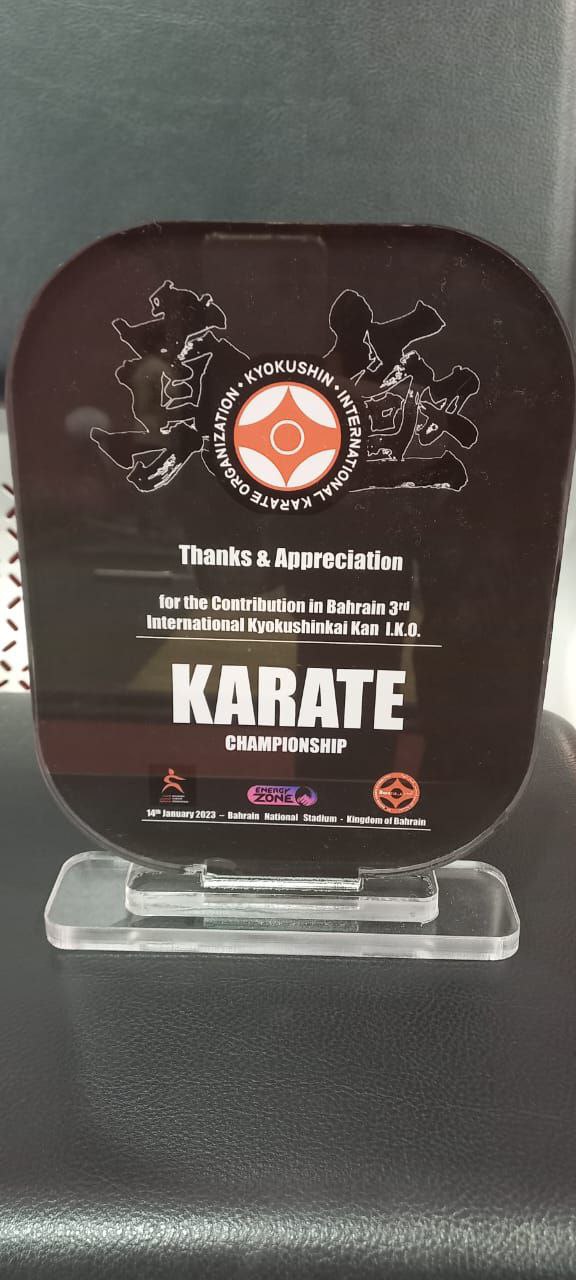 KYOKUSHIN • INTERNATIONAL KARATE ORGANIZATION •
Thanks & Appreciation
for the Contribution in Bahrain 3rd
International Kyokushinkai Kan I.K.O.
KARATE
CHAMPIONSHIP
ENERGY
ZONE
14th January 2023 – Bahrain National Stadium - Kingdom of Bahrain